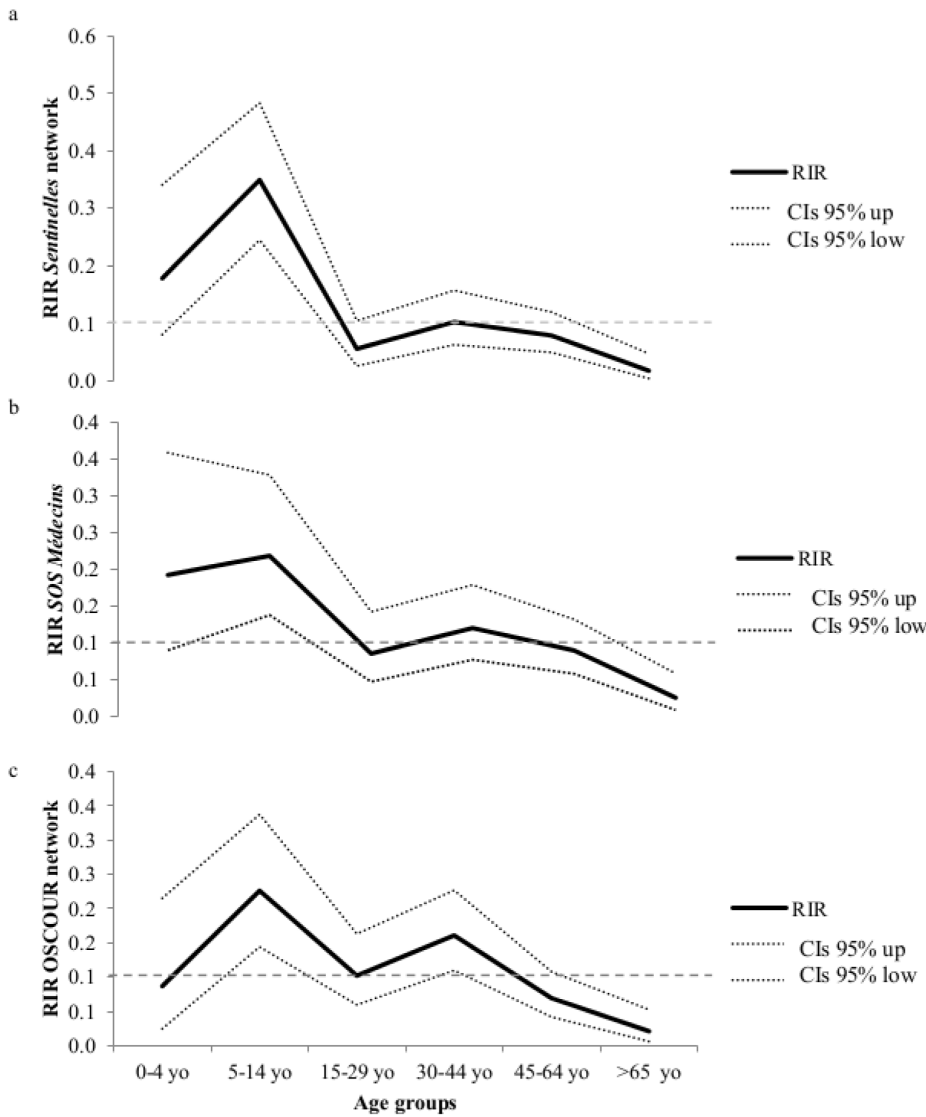 a
0.6
0.5
0.4
0.3
0.2
0.1
0.0
RIR Sentinelles network
RIR
CIs 95% up
CIs 95% low
b
0.4
0.4
0.3
0.3
0.2
0.2
0.1
0.1
0.0
RIR SOS Médecins
RIR
CIs 95% up
CIs 95% low
c
0.4
0.4
0.3
0.3
0.2
0.2
0.1
0.1
0.0
RIR OSCOUR network
RIR
CIs 95% up
CIs 95% low
0-4 yo 5-14 yo 15-29 yo 30-44 yo 45-64 yo >65 yo
Age groups